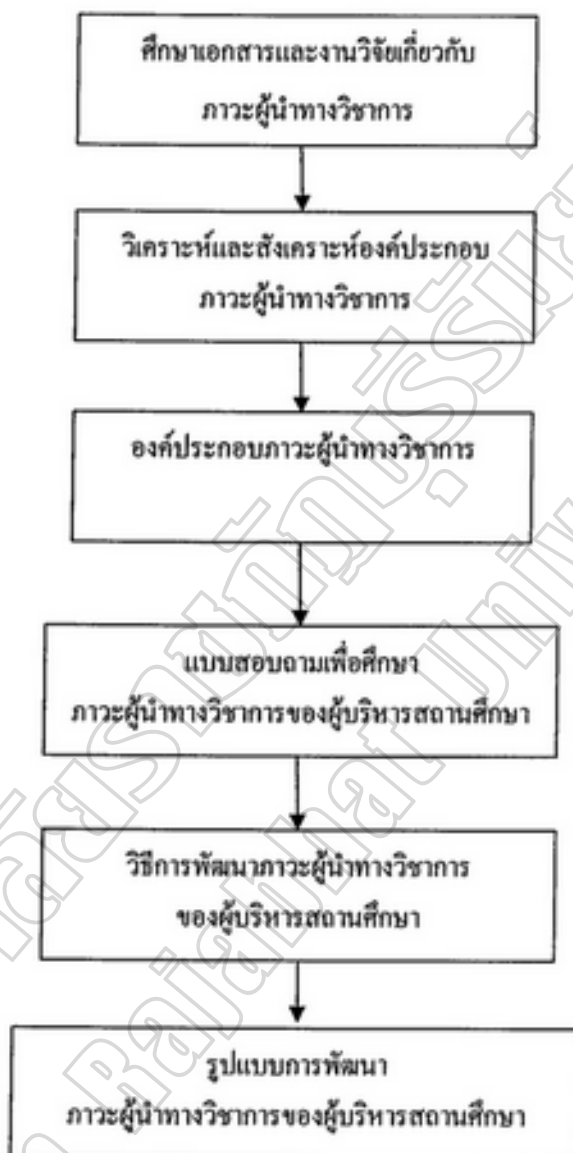 ศึกษาเอกสารและงานวิจัยเกี่ยวกับ
ภาวะผู้นำทางวิชาการ
วิเคราะห์และสังเคราะห์องค์ประกอบ
ภาวะผู้นำทางวิชาการ
องค์ประกอบภาวะผู้นำทางวิชาการ
แบบสอบถามเพื่อศึกษา
ภาวะผู้นำทางวิชาการของผู้บริหารสถานศึกษา
วิธีการพัฒนาภาวะผู้นำทางวิชาการ
ของผู้บริหารสถานศึกษา
รูปแบบการพัฒนา
ภาวะผู้นำทางวิชาการของผู้บริหารสถานศึกษา
Rajabhat